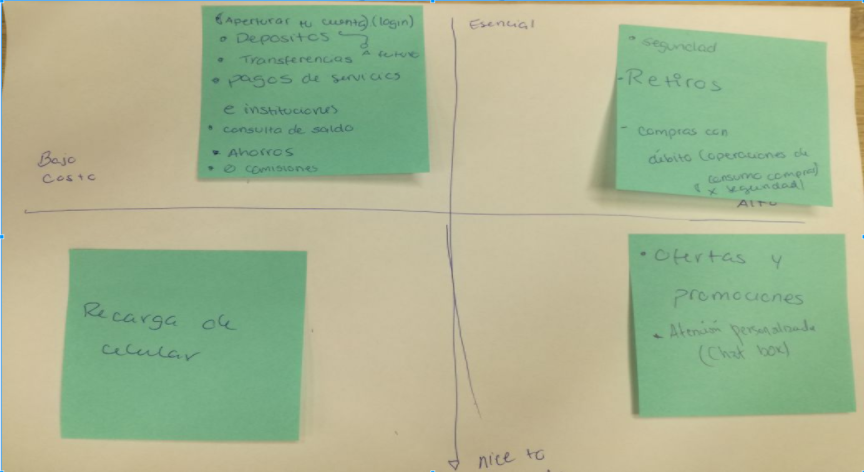 (Aperturar tu cuenta) (login)
• Depositos
• Transferencias a futuro
• pagos de servicios
e instituciones
• consulta de saldo
• Ahorros
• 0 comisiones
Esencial
• seguridad
- Retiros
- compras con
débito (operaciones de
consumo compras)
x seguridad)
Bajo
Costo
Alto
Recarga de
celular
• Ofertas y
promociones
• Atención personalizada
(Chat box)
nice to